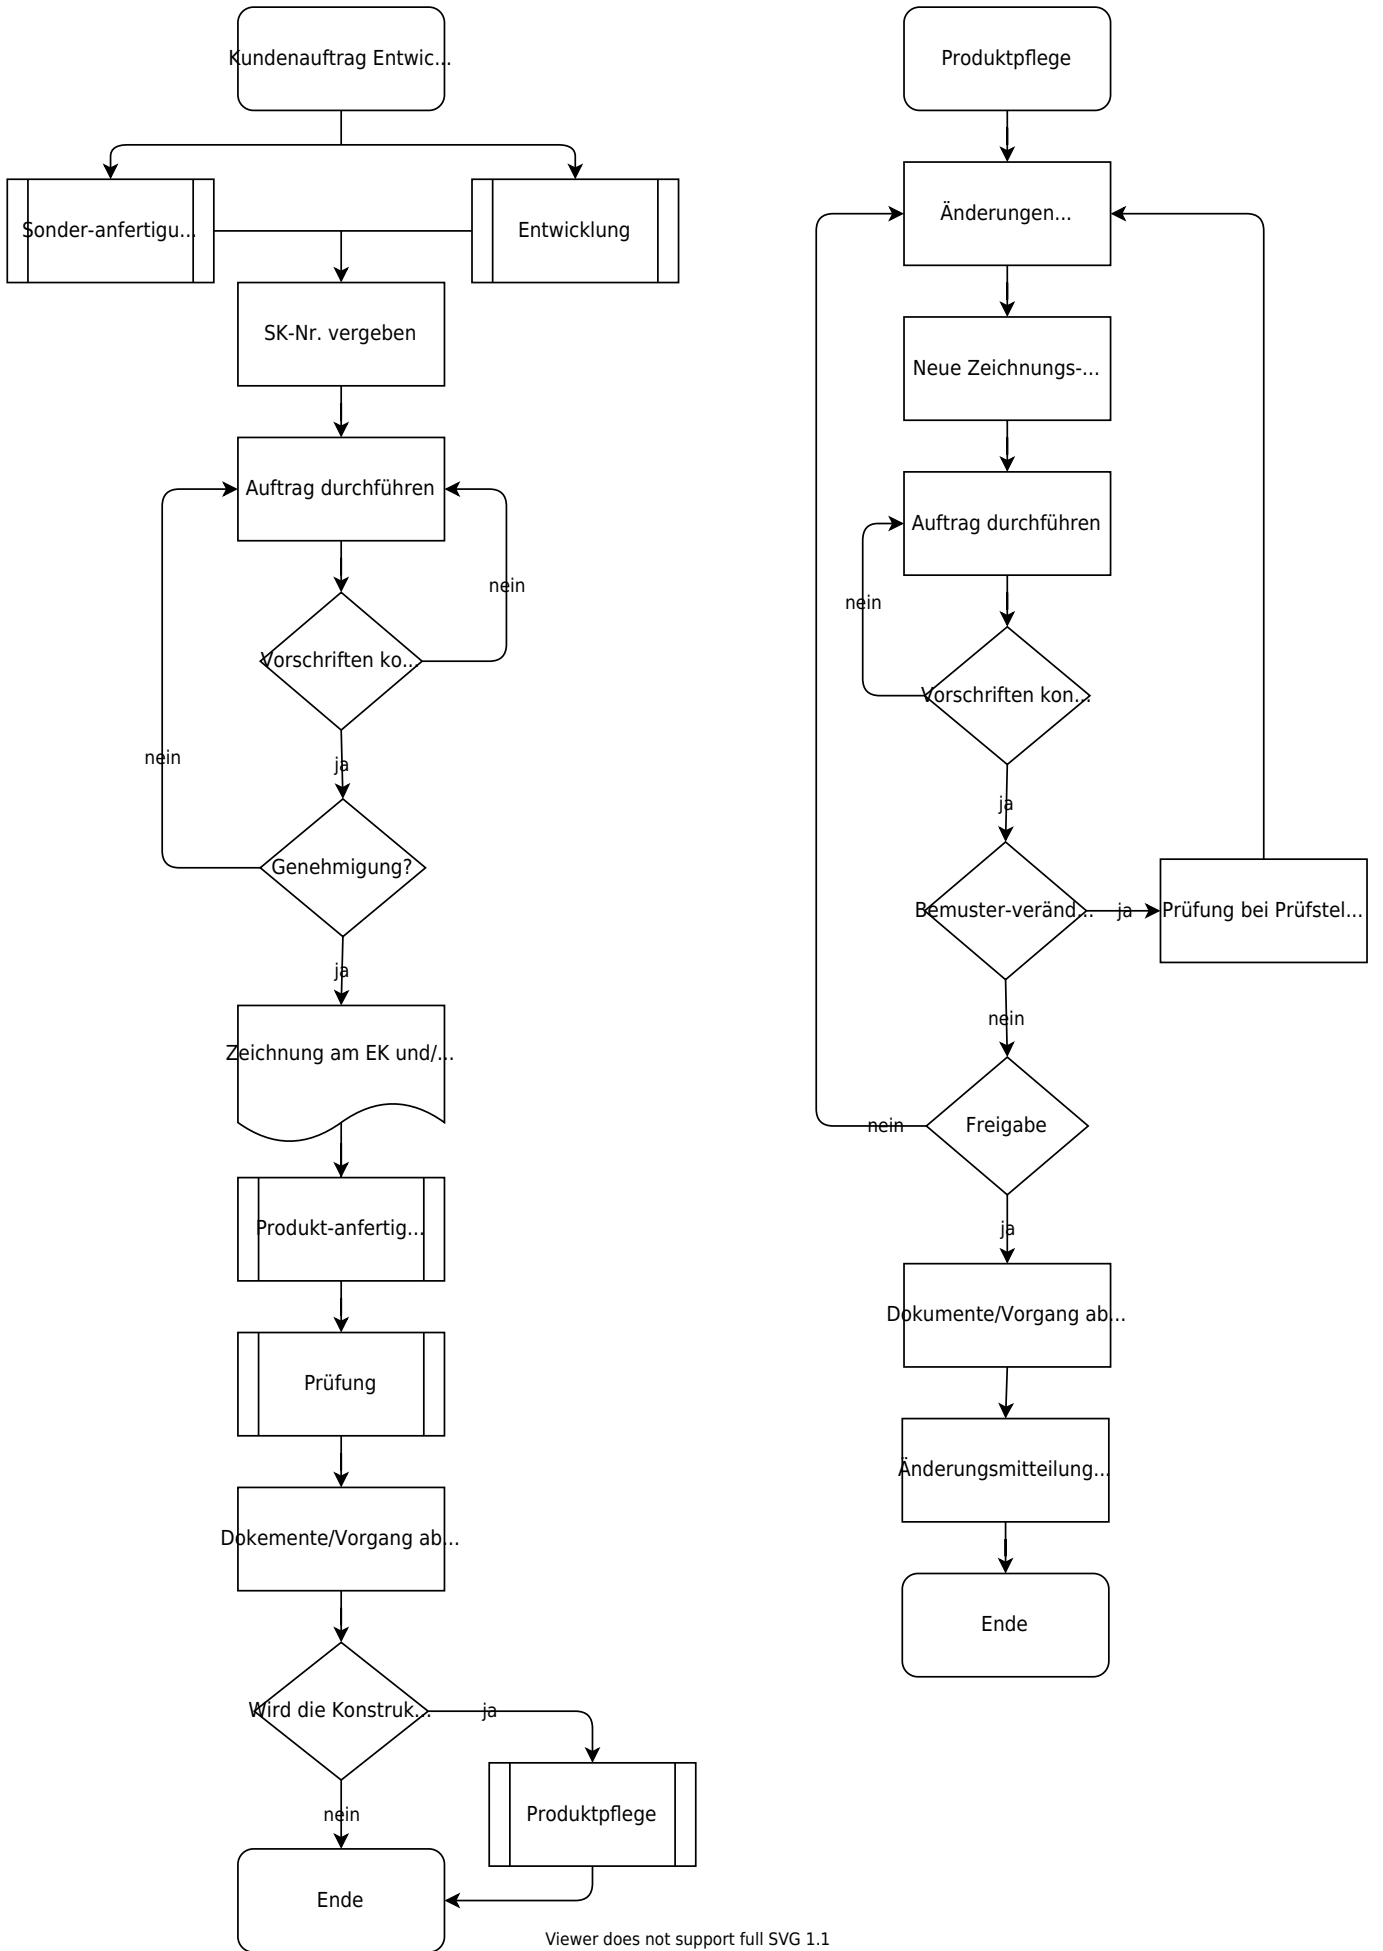 Kundenauftrag Entwic...
Sonder-anfertigu...
Entwicklung
SK-Nr. vergeben
Auftrag durchführen
nein
Vorschriften ko...
nein
ja
Genehmigung?
ja
Zeichnung am EK und/...
Produkt-anfertig...
Prüfung
Dokemente/Vorgang ab...
Wird die Konstruk...
ja
Produktpflege
nein
Ende
Produktpflege
Änderungen...
Neue Zeichnungs-...
Auftrag durchführen
nein
Vorschriften kon...
ja
Bemuster-veränd...
ja
Prüfung bei Prüfstel...
nein
Freigabe
nein
ja
Dokumente/Vorgang ab...
Änderungsmitteilung...
Ende
Viewer does not support full SVG 1.1